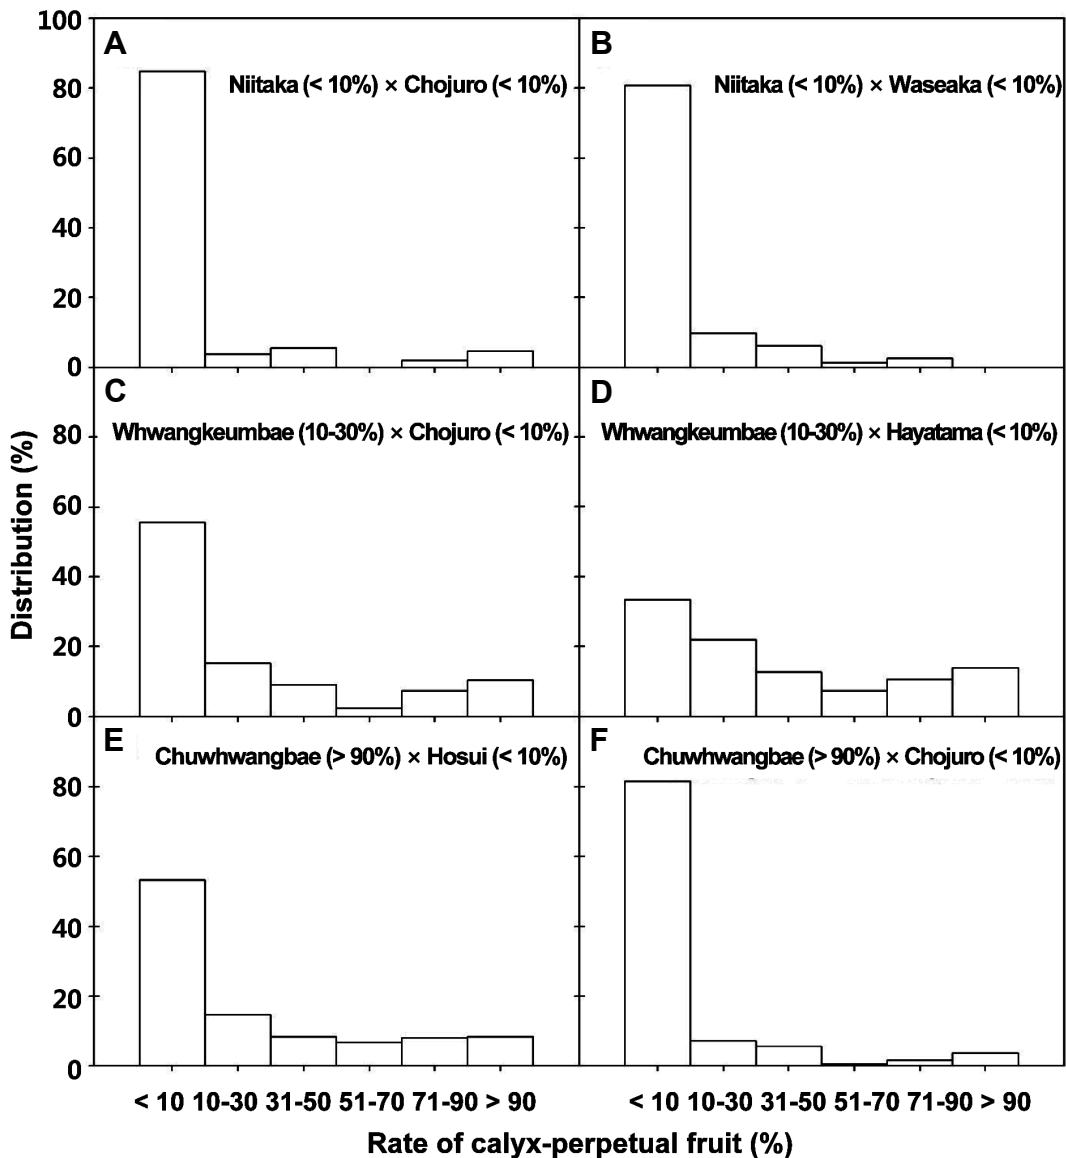 100
A
B
Niitaka (< 10%) × Chojuro (< 10%)
Niitaka (< 10%) × Waseaka (< 10%)
80
60
40
20
0
C
D
Whwangkeumbae (10-30%) × Chojuro (< 10%)
Whwangkeumbae (10-30%) × Hayatama (< 10%)
80
60
40
20
0
Distribution (%)
E
F
Chuwhwangbae (> 90%) × Hosui (< 10%)
Chuwhwangbae (> 90%) × Chojuro (< 10%)
80
60
40
20
0
< 10 10-30 31-50 51-70 71-90 > 90
< 10 10-30 31-50 51-70 71-90 > 90
Rate of calyx-perpetual fruit (%)